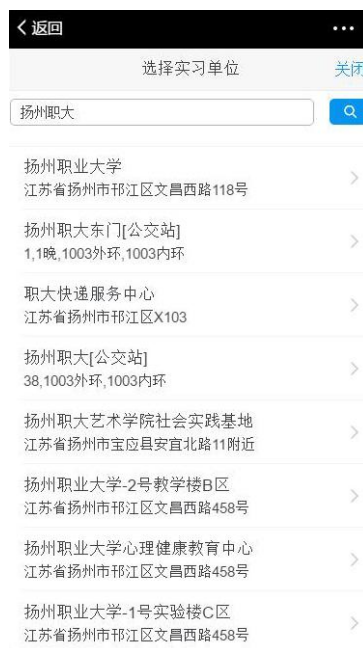 返回
选择实习单位 关闭
扬州职大
扬州职业大学
江苏省扬州市邗江区文昌西路118号
扬州职大东门[公交站]
1,1晚,1003外环,1003内环
职大快递服务中心
江苏省扬州市邗江区X103
扬州职大[公交站]
38,1003外环,1003内环
扬州职大艺术学院社会实践基地
江苏省扬州市宝应县安宜北路11附近
扬州职业大学-2号教学楼B区
江苏省扬州市邗江区文昌西路458号
扬州职业大学心理健康教育中心
江苏省扬州市邗江区文昌西路458号
扬州职业大学-1号实验楼C区
江苏省扬州市邗江区文昌西路458号